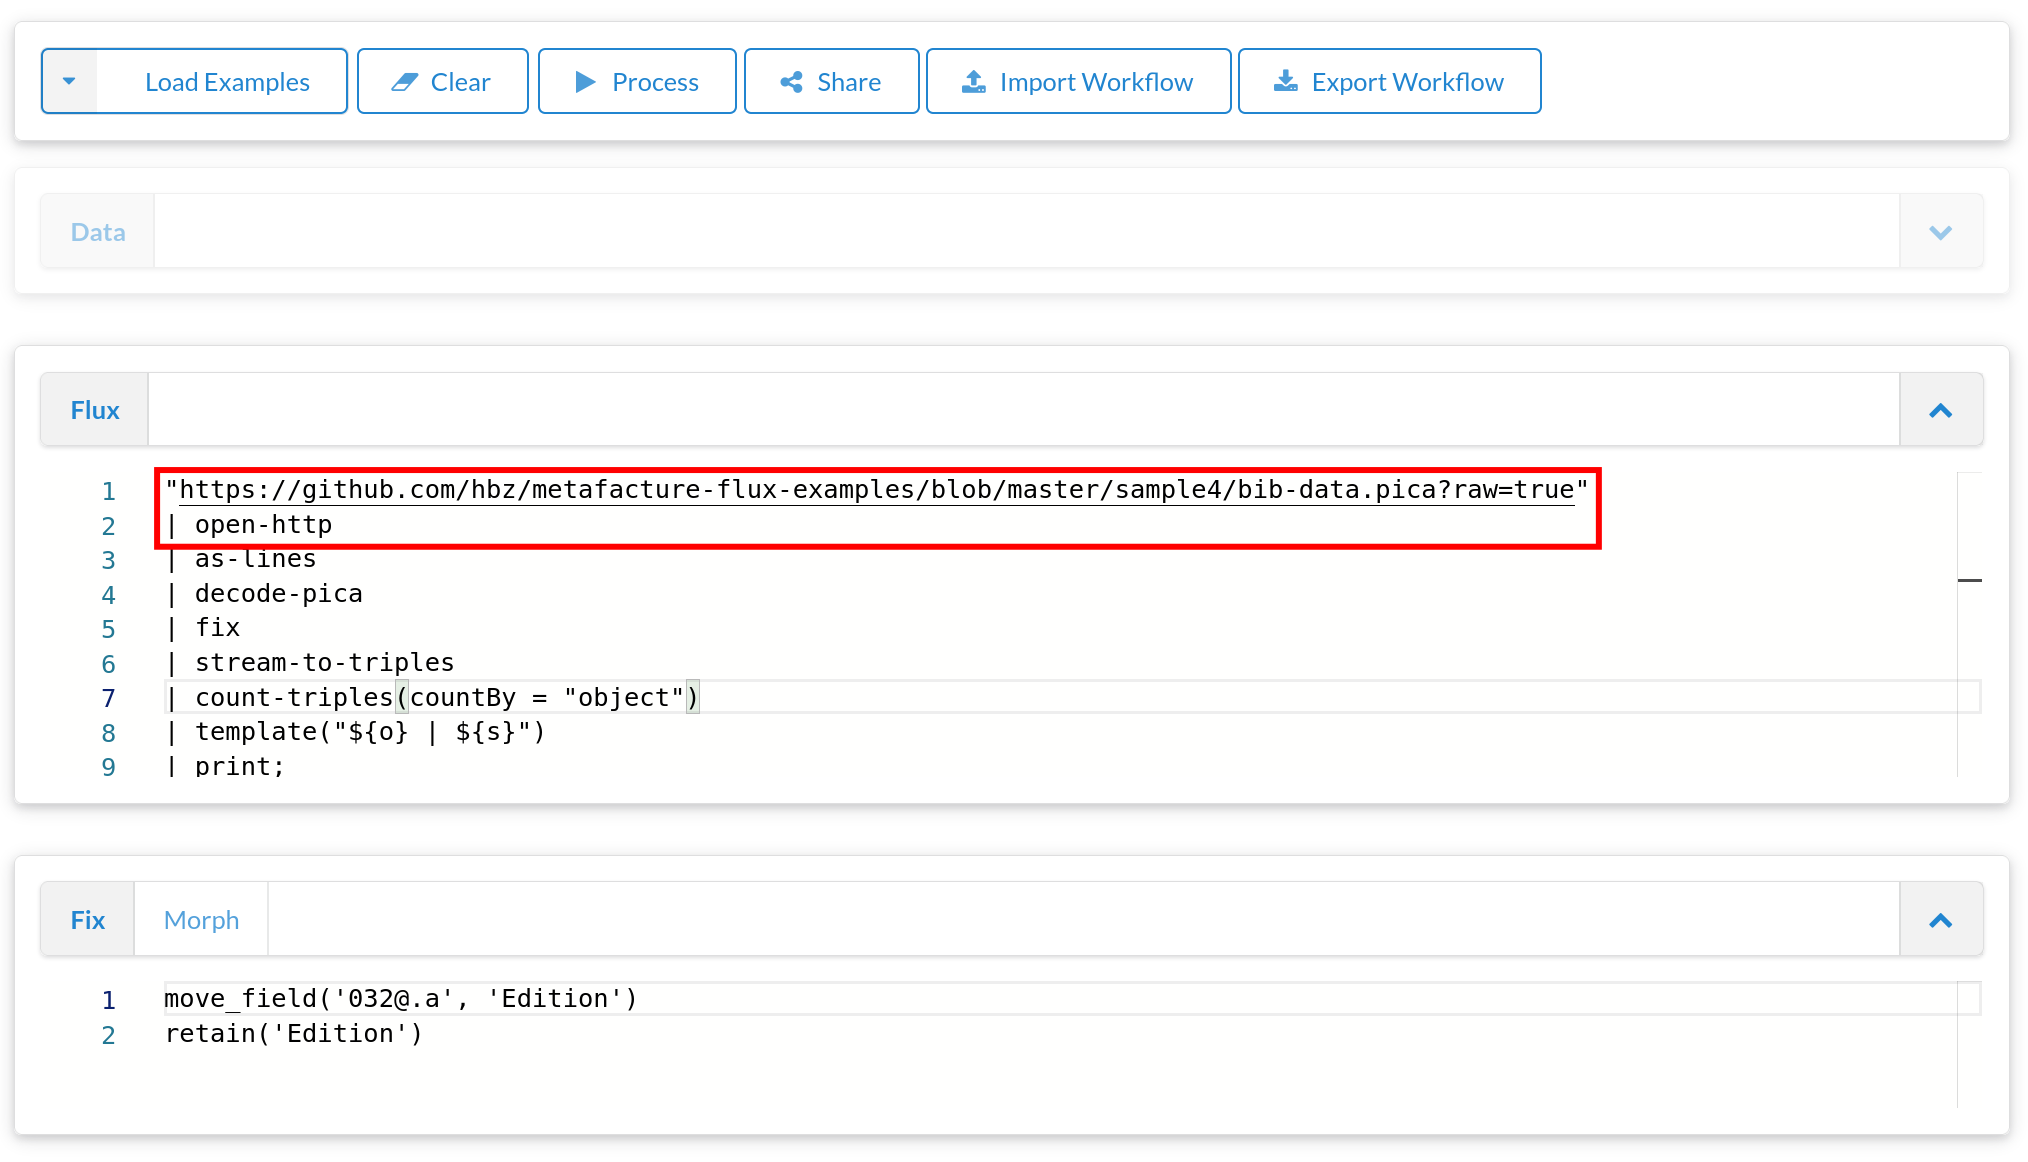 Load Examples Clear Process Share Import Workflow Export Workflow
Data
Flux
1 "https://github.com/hbz/metafacture-flux-examples/blob/master/sample4/bib-data.pica?raw=true"
2 | open-http
3 | as-lines
4 | decode-pica
5 | fix
6 | stream-to-triples
7 | count-triples(countBy = "object")
8 | template("${o} | ${s}")
9 | print;
Fix Morph
1 move_field('032@.a', 'Edition')
2 retain('Edition')